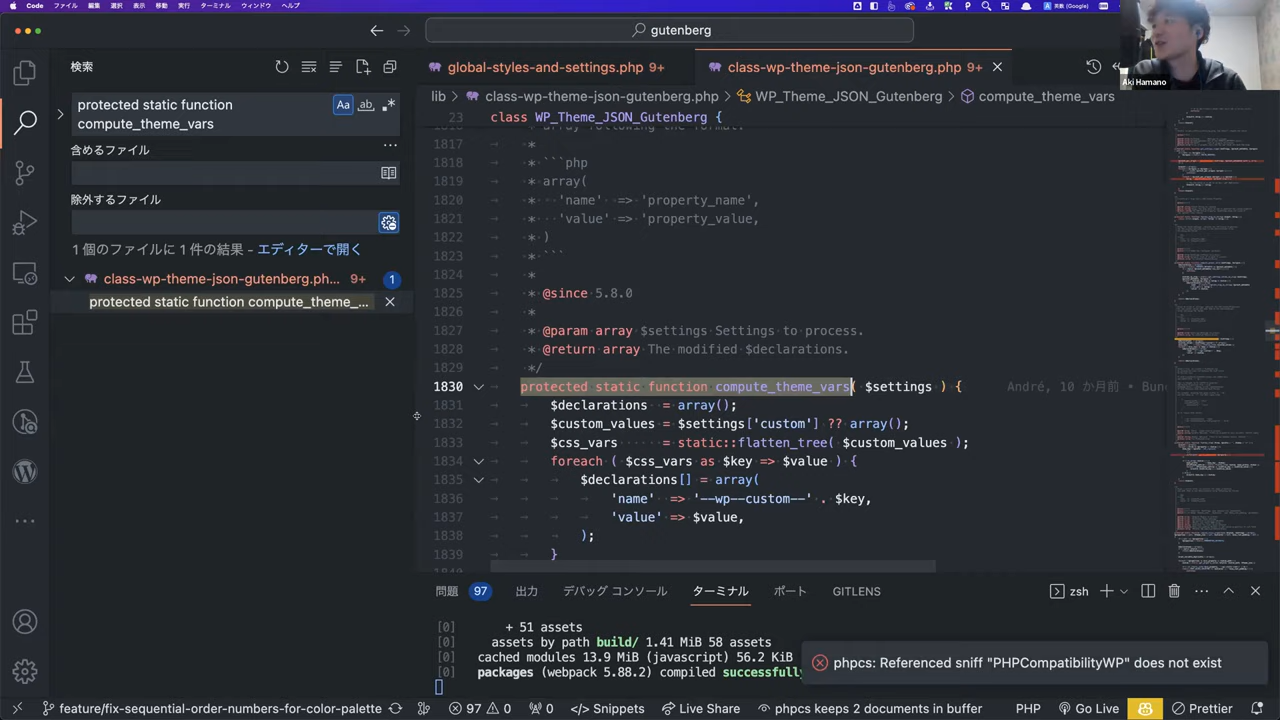 Code ファイル 編集 選択 表示 移動 実行 ターミナル ウィンドウ ヘルプ
英数 (Google)
gutenberg
検索
global-styles-and-settings.php 9+
class-wp-theme-json-gutenberg.php 9+
Aki Hamano
protected static function
compute_theme_vars
Aa ab .*
lib > class-wp-theme-json-gutenberg.php > WP_Theme_JSON_Gutenberg > compute_theme_vars
23 class WP_Theme_JSON_Gutenberg {
含めるファイル
除外するファイル
1 個のファイルに 1 件の結果 - エディターで開く
class-wp-theme-json-gutenberg.php... 9+ 1
protected static function compute_theme_...
* array following the format:
1817 *
1818 * ```php
1819 * array(
1820 * 'name' => 'property_name',
1821 * 'value' => 'property_value,
1822 * )
1823 * ```
1824 *
1825 * @since 5.8.0
1826 *
1827 * @param array $settings Settings to process.
1828 * @return array The modified declarations.
1829 */
1830 protected static function compute_theme_vars( $settings ) {
André, 10 か月前 • Bun
1831 $declarations = array();
1832 $custom_values = $settings['custom'] ?? array();
1833 $css_vars = static::flatten_tree( $custom_values );
1834 foreach ( $css_vars as $key => $value ) {
1835 $declarations[] = array(
1836 'name' => '--wp--custom--' . $key,
1837 'value' => $value,
1838 );
1839 }
1840
問題 97 出力 デバッグ コンソール ターミナル ポート GITLENS
zsh
[0] + 51 assets
[0] assets by path build/ 1.41 MiB 58 assets
[0] cached modules 13.9 MiB (javascript) 56.2 KiB
[0] packages (webpack 5.88.2) compiled successfully
phpcs: Referenced sniff "PHPCompatibilityWP" does not exist
feature/fix-sequential-order-numbers-for-color-palette 97 0 0 Snippets Live Share phpcs keeps 2 documents in buffer PHP Go Live Prettier